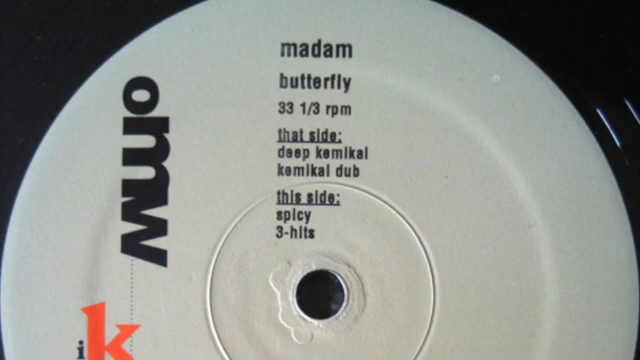 madam
butterfly
33 1/3 rpm
that side:
deep kemikal
kemikal dub
this side:
spicy
3-hits
omw
ik